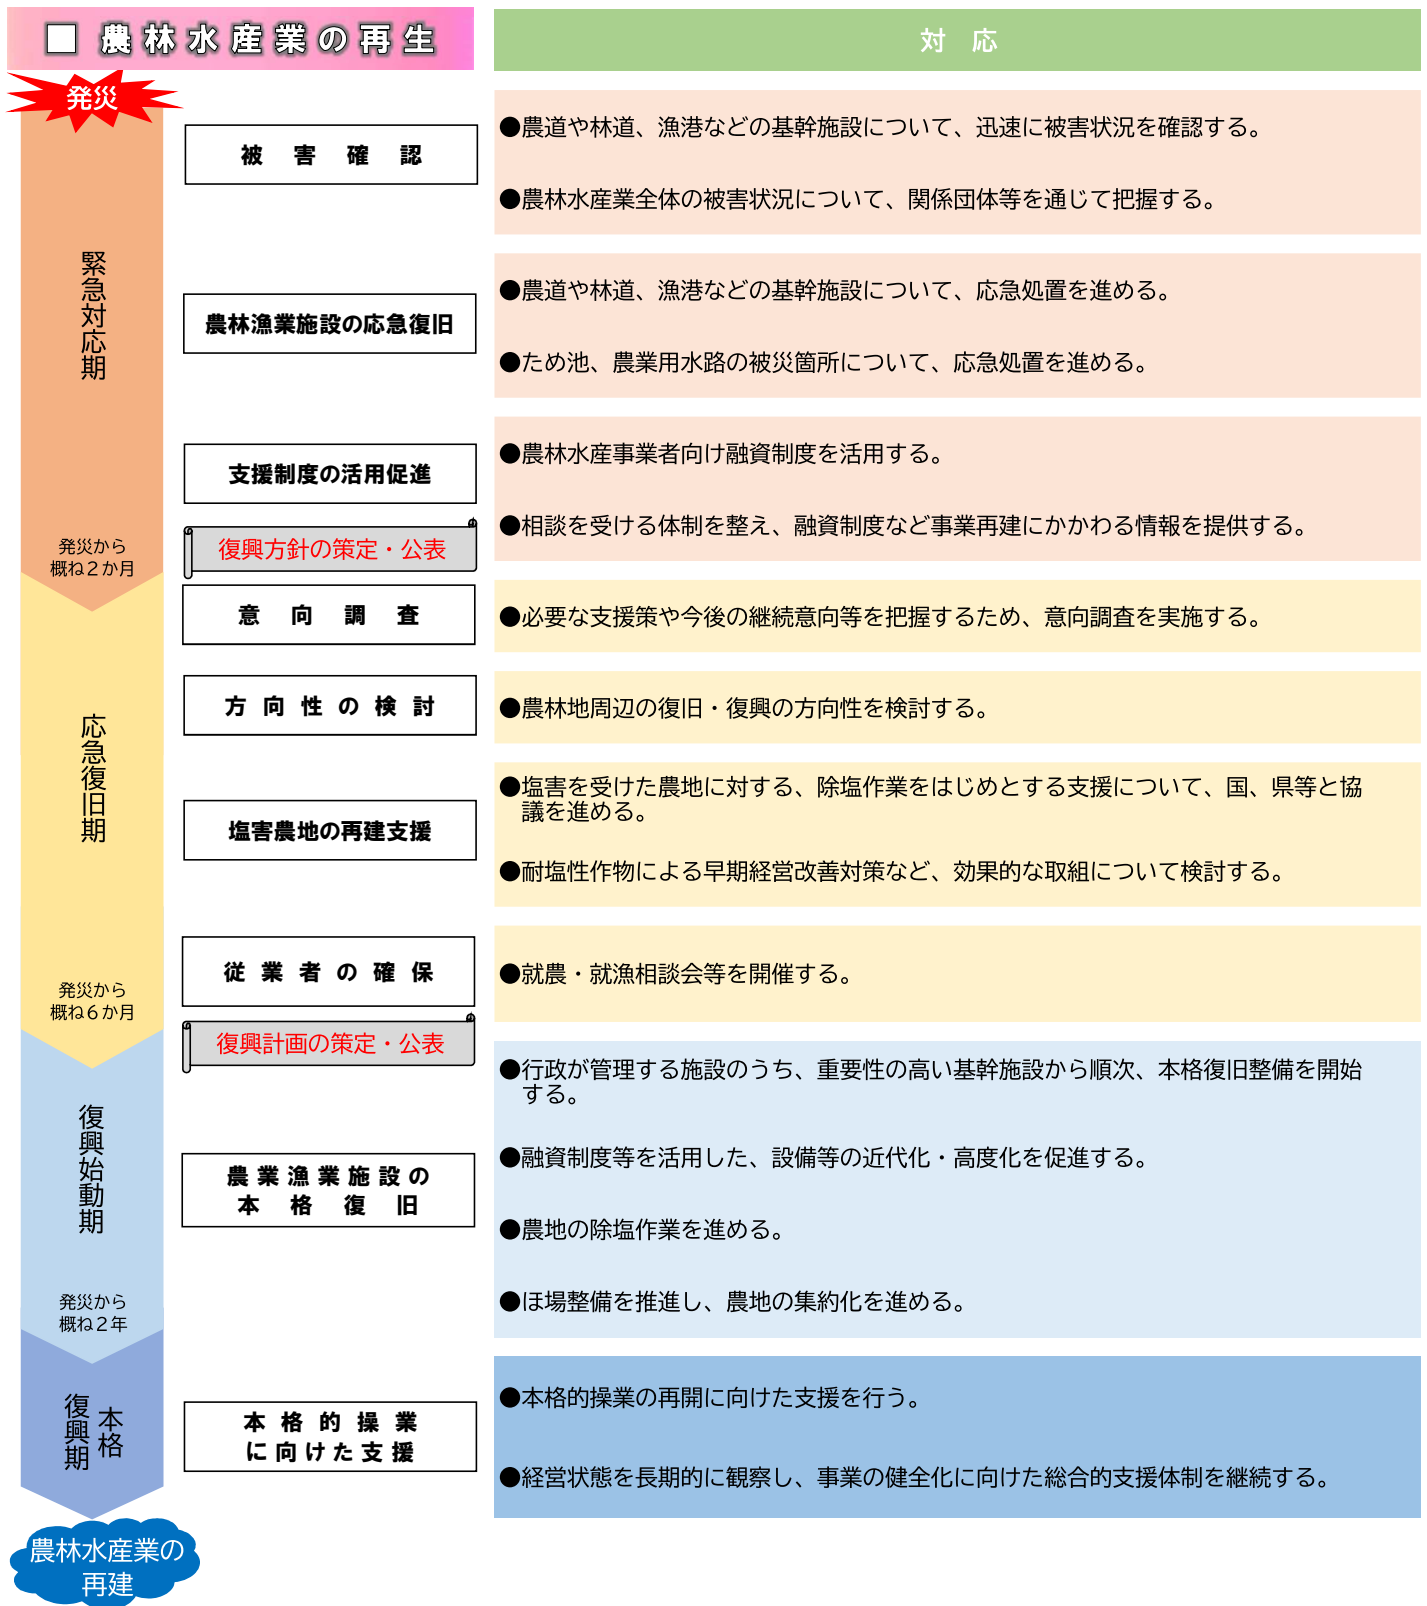 ■ 農林水産業の再生
対　応
発災
緊急対応期
被　害　確　認
●農道や林道、漁港などの基幹施設について、迅速に被害状況を確認する。
●農林水産業全体の被害状況について、関係団体等を通じて把握する。
農林漁業施設の応急復旧
●農道や林道、漁港などの基幹施設について、応急処置を進める。
●ため池、農業用水路の被災箇所について、応急処置を進める。
支援制度の活用促進
●農林水産事業者向け融資制度を活用する。
●相談を受ける体制を整え、融資制度など事業再建にかかわる情報を提供する。
復興方針の策定・公表
発災から
概ね２か月
応急復旧期
意　向　調　査
●必要な支援策や今後の継続意向等を把握するため、意向調査を実施する。
方 向 性 の 検 討
●農林地周辺の復旧・復興の方向性を検討する。
塩害農地の再建支援
●塩害を受けた農地に対する、除塩作業をはじめとする支援について、国、県等と協
議を進める。
●耐塩性作物による早期経営改善対策など、効果的な取組について検討する。
従 業 者 の 確 保
●就農・就漁相談会等を開催する。
発災から
概ね６か月
復興計画の策定・公表
復興始動期
農業漁業施設の
本　格　復　旧
●行政が管理する施設のうち、重要性の高い基幹施設から順次、本格復旧整備を開始
する。
●融資制度等を活用した、設備等の近代化・高度化を促進する。
●農地の除塩作業を進める。
●ほ場整備を推進し、農地の集約化を進める。
発災から
概ね２年
本格
復興期
本 格 的 操 業
に向けた支援
●本格的操業の再開に向けた支援を行う。
●経営状態を長期的に観察し、事業の健全化に向けた総合的支援体制を継続する。
農林水産業の
再建